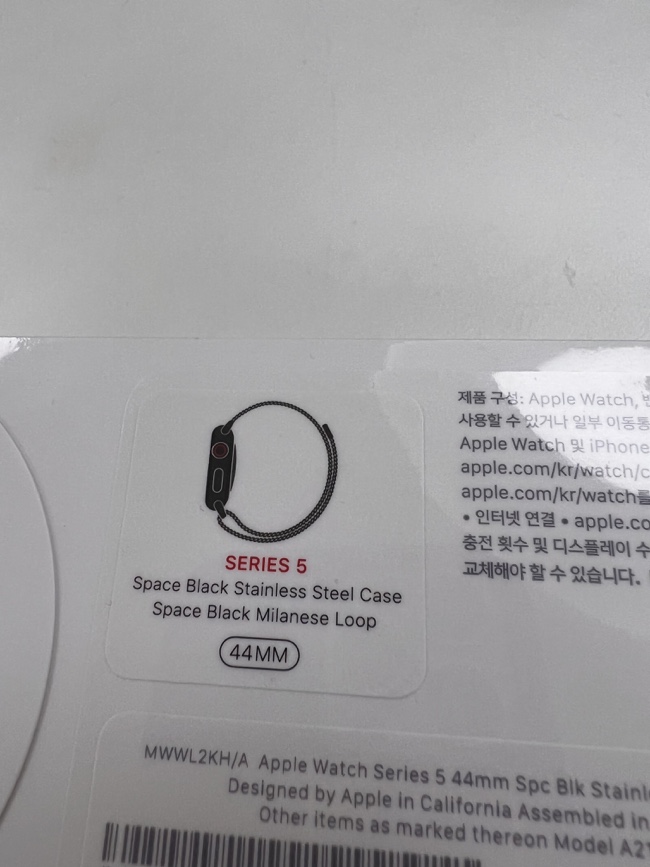 SERIES 5
Space Black Stainless Steel Case
Space Black Milanese Loop
44MM
제품 구성: Apple Watch,
사용할 수 있거나 일부 이동통
Apple Watch 및 iPhone
apple.com/kr/watch/c
apple.com/kr/watch를
• 인터넷 연결 • apple.co
충전 횟수 및 디스플레이 수
교체해야 할 수 있습니다.
MWWL2KH/A Apple Watch Series 5 44mm Spc Blk Stainl
Designed by Apple in California Assembled in
Other items as marked thereon Model A21